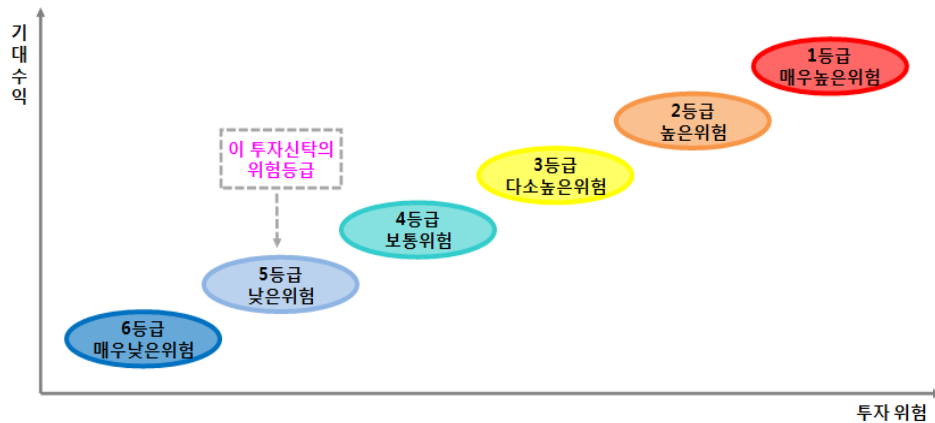 기
대
수
익
1등급
매우높은위험
2등급
높은위험
이 투자신탁의
위험등급
3등급
다소높은위험
4등급
보통위험
5등급
낮은위험
6등급
매우낮은위험
투자 위험